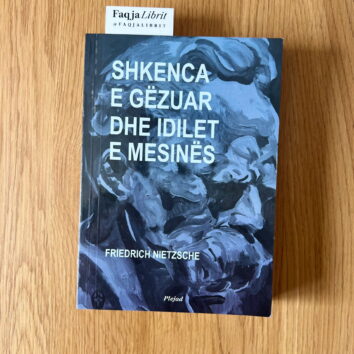 FaqjaLibrit
@FAQJALIBRIT
SHKENCA
E GËZUAR
DHE IDILET
E MESINËS
FRIEDRICH NIETZSCHE
Plejad